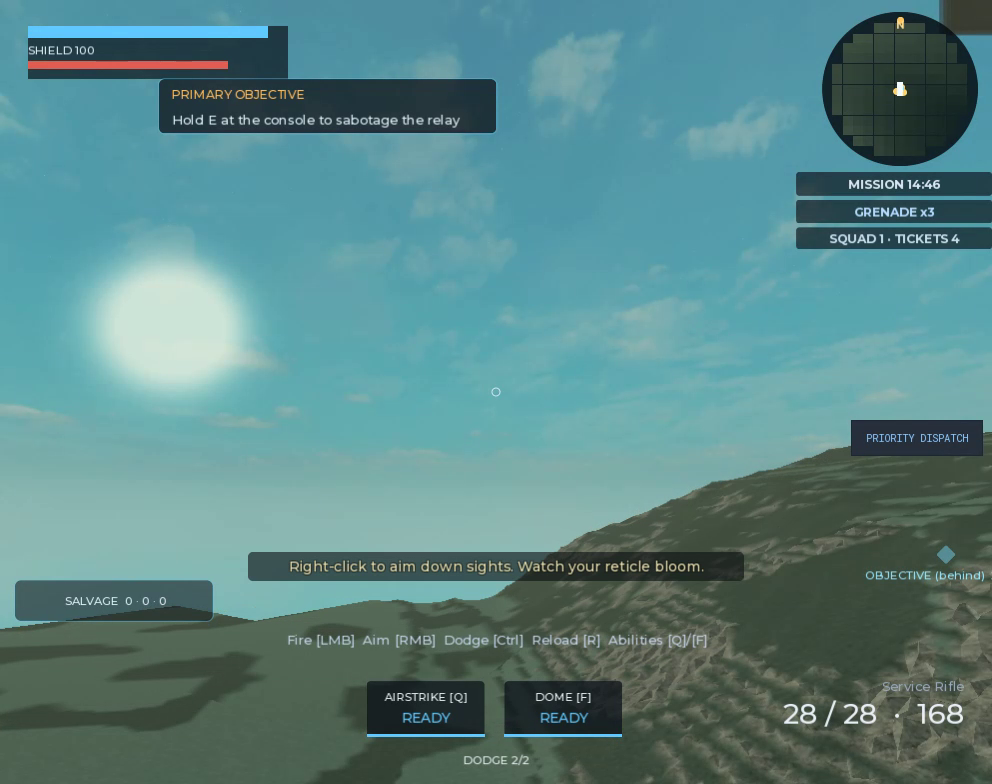 SHIELD 100
PRIMARY OBJECTIVE
Hold E at the console to sabotage the relay
N
MISSION 14:46
GRENADE x3
SQUAD 1 · TICKETS 4
PRIORITY DISPATCH
OBJECTIVE (behind)
Right-click to aim down sights. Watch your reticle bloom.
SALVAGE 0 · 0 · 0
Fire [LMB] Aim [RMB] Dodge [Ctrl] Reload [R] Abilities [Q]/[F]
AIRSTRIKE [Q]
READY
DOME [F]
READY
Service Rifle
28 / 28 · 168
DODGE 2/2